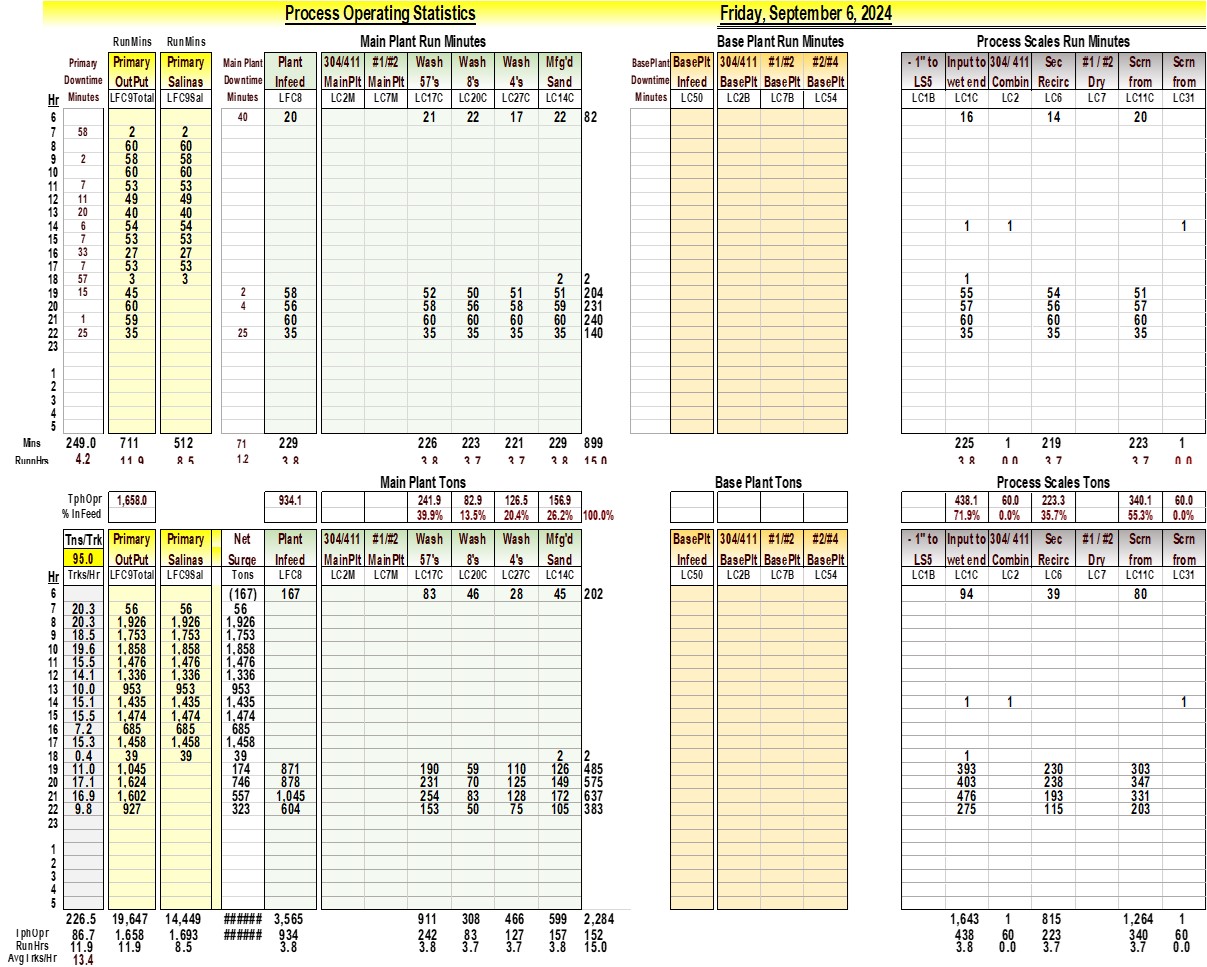 Process Operating Statistics Friday, September 6, 2024
RunMins RunMins Main Plant Run Minutes Base Plant Run Minutes Process Scales Run Minutes
Primary Primary Primary Main Plant Plant 304/411 #1/#2 Wash Wash Wash Mfg'd BasePlant BasePlt 304/411 #1/#2 #2/#4 - 1" to Input to 304/ 411 Sec #1 / #2 Scrn Scrn
Downtime OutPut Salinas Downtime Infeed MainPlt MainPlt 57's 8's 4's Sand Downtime Infeed BasePlt BasePlt BasePlt LS5 wet end Combin Recirc Dry from from
Hr Minutes LFC9Total LFC9Sal Minutes LFC8 LC2M LC7M LC17C LC20C LC27C LC14C Minutes LC50 LC2B LC7B LC54 LC1B LC1C LC2 LC6 LC7 LC11C LC31
6 40 20 21 22 17 22 82 16 14 20
7 58 2 2
8 60 60
9 2 58 58
10 60 60
11 7 53 53
12 11 49 49
13 20 40 40
14 6 54 54 1 1 1
15 7 53 53
16 33 27 27
17 7 53 53
18 57 3 3 2 2 1
19 15 45 2 58 52 50 51 51 204 55 54 51
20 60 4 56 58 56 58 59 231 57 56 57
21 1 59 60 60 60 60 60 240 60 60 60
22 25 35 25 35 35 35 35 35 140 35 35 35
23
1
2
3
4
5
Mins 249.0 711 512 71 229 226 223 221 229 899 225 1 219 223 1
RunnHrs 4.2 11.9 8.5 1.2 3.8 3.8 3.7 3.7 3.8 15.0 3.8 0.0 3.7 3.7 0.0
Main Plant Tons Base Plant Tons Process Scales Tons
TphOpr 1,658.0 934.1 241.9 82.9 126.5 156.9 438.1 60.0 223.3 340.1 60.0
% InFeed 39.9% 13.5% 20.4% 26.2% 100.0% 71.9% 0.0% 35.7% 55.3% 0.0%
Tns/Trk Primary Primary Net Plant 304/411 #1/#2 Wash Wash Wash Mfg'd BasePlt 304/411 #1/#2 #2/#4 - 1" to Input to 304/ 411 Sec #1 / #2 Scrn Scrn
95.0 OutPut Salinas Surge Infeed MainPlt MainPlt 57's 8's 4's Sand Infeed BasePlt BasePlt BasePlt LS5 wet end Combin Recirc Dry from from
Hr Trks/Hr LFC9Total LFC9Sal Tons LFC8 LC2M LC7M LC17C LC20C LC27C LC14C LC50 LC2B LC7B LC54 LC1B LC1C LC2 LC6 LC7 LC11C LC31
6 (167) 167 83 46 28 45 202 94 39 80
7 20.3 56 56 56
8 20.3 1,926 1,926 1,926
9 18.5 1,753 1,753 1,753
10 19.6 1,858 1,858 1,858
11 15.5 1,476 1,476 1,476
12 14.1 1,336 1,336 1,336
13 10.0 953 953 953
14 15.1 1,435 1,435 1,435 1 1 1
15 15.5 1,474 1,474 1,474
16 7.2 685 685 685
17 15.3 1,458 1,458 1,458
18 0.4 39 39 39 2 2 1
19 11.0 1,045 174 871 190 59 110 126 485 393 230 303
20 17.1 1,624 746 878 231 70 125 149 575 403 238 347
21 16.9 1,602 557 1,045 254 83 128 172 637 476 193 331
22 9.8 927 323 604 153 50 75 105 383 275 115 203
23
1
2
3
4
5
226.5 19,647 14,449 ###### 3,565 911 308 466 599 2,284 1,643 1 815 1,264 1
TphOpr 86.7 1,658 1,693 ###### 934 242 83 127 157 152 438 60 223 340 60
RunHrs 11.9 11.9 8.5 3.8 3.8 3.7 3.7 3.8 15.0 3.8 0.0 3.7 3.7 0.0
AvgTrks/Hr 13.4